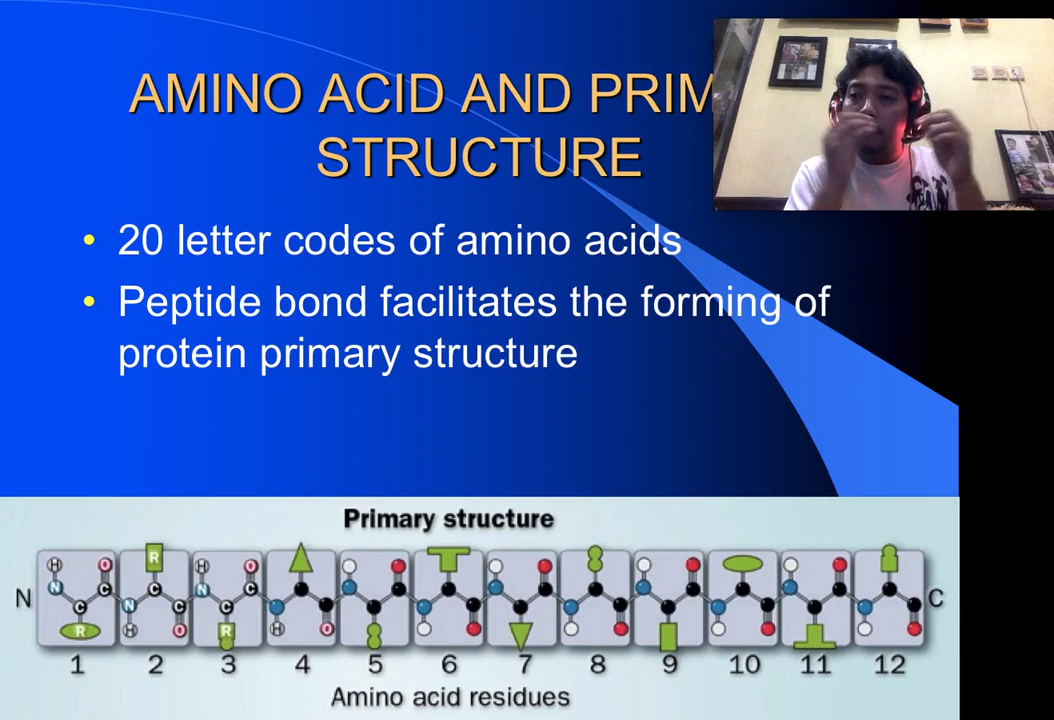 AMINO ACID AND PRIM
STRUCTURE
• 20 letter codes of amino acids
• Peptide bond facilitates the forming of
protein primary structure
Primary structure
H O R H O
N N C N C C
N C C C C
R H O R H O
1 2 3 4 5 6 7 8 9 10 11 12
Amino acid residues